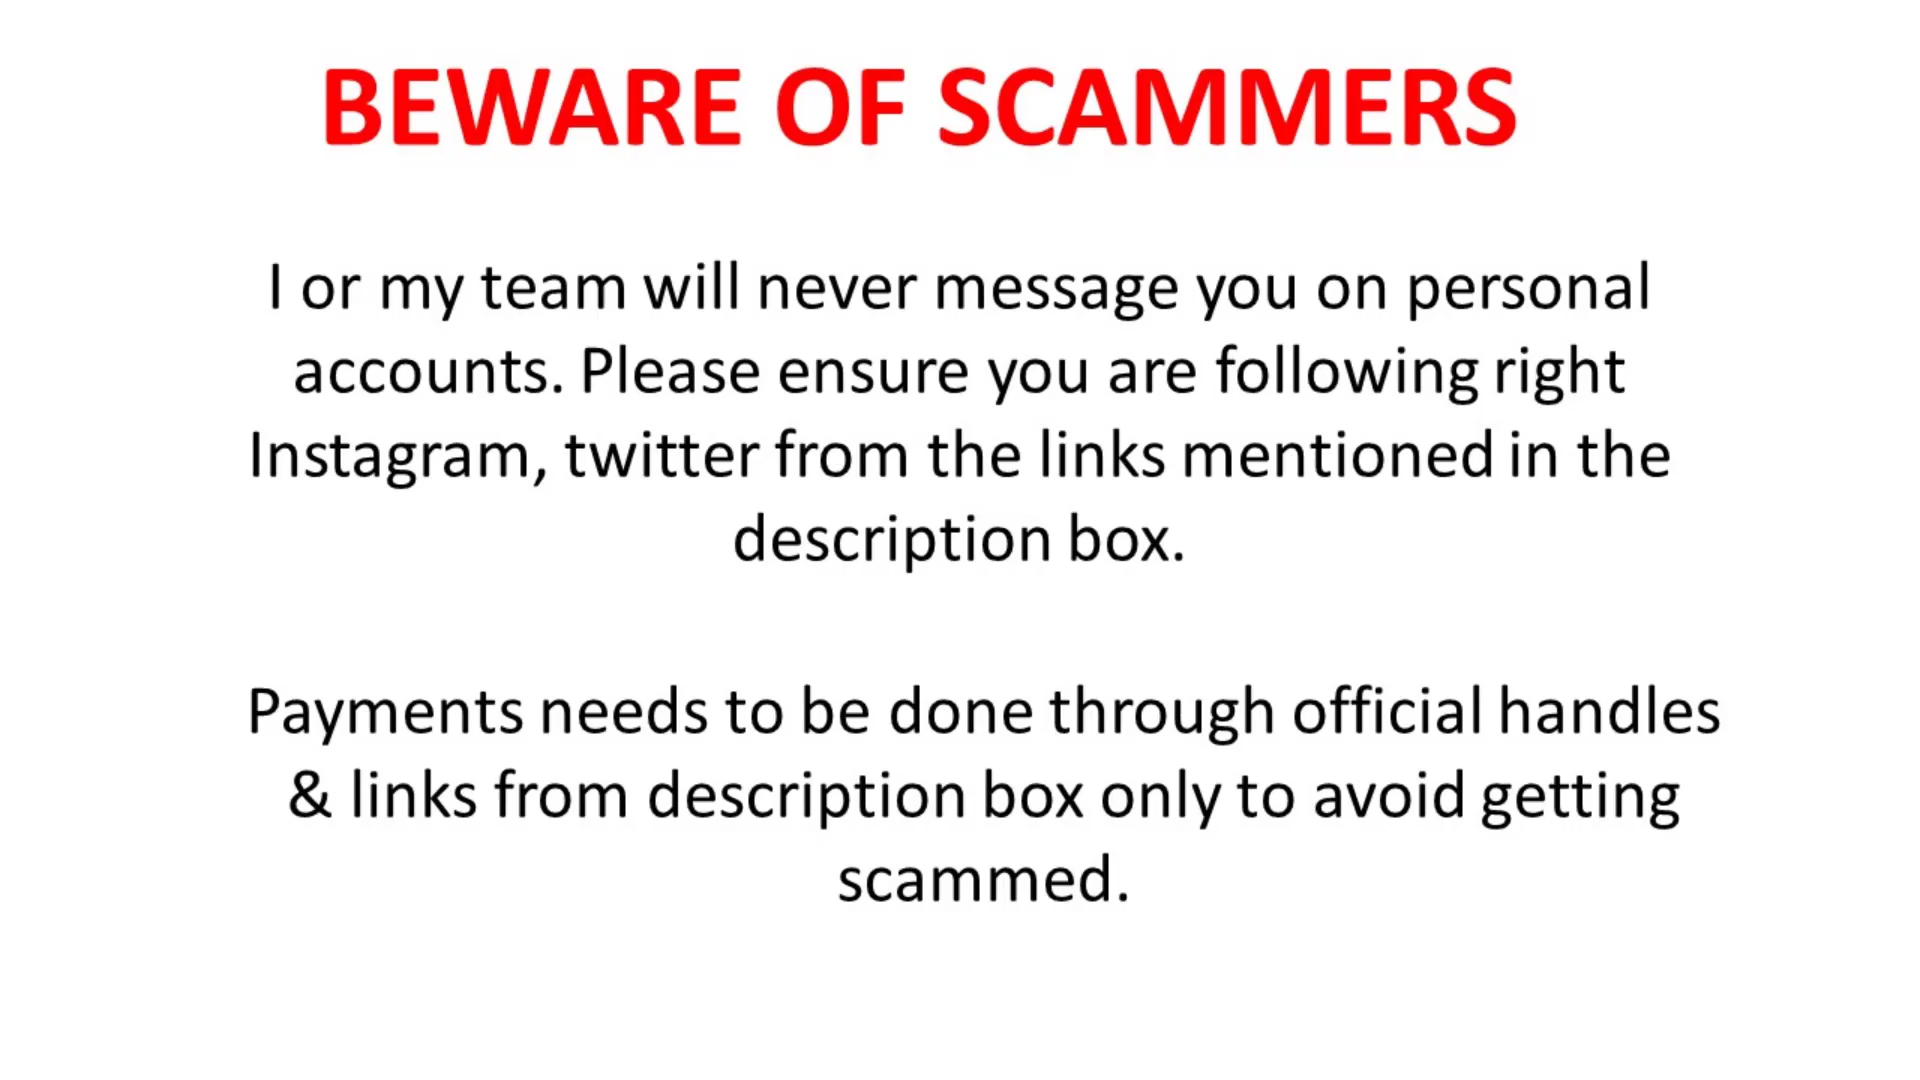 BEWARE OF SCAMMERS
I or my team will never message you on personal
accounts. Please ensure you are following right
Instagram, twitter from the links mentioned in the
description box.
Payments needs to be done through official handles
& links from description box only to avoid getting
scammed.